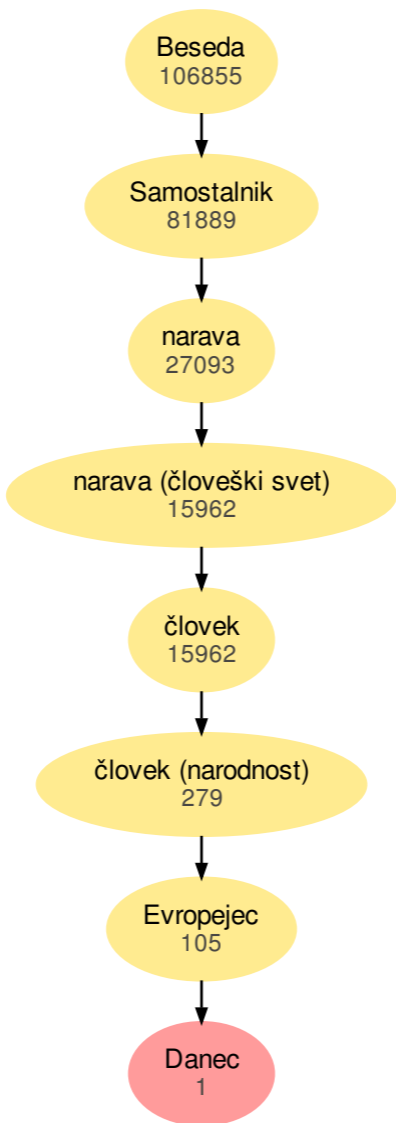 Beseda
106855
Samostalnik
81889
narava
27093
narava (človeški svet)
15962
človek
15962
človek (narodnost)
279
Evropejec
105
Danec
1